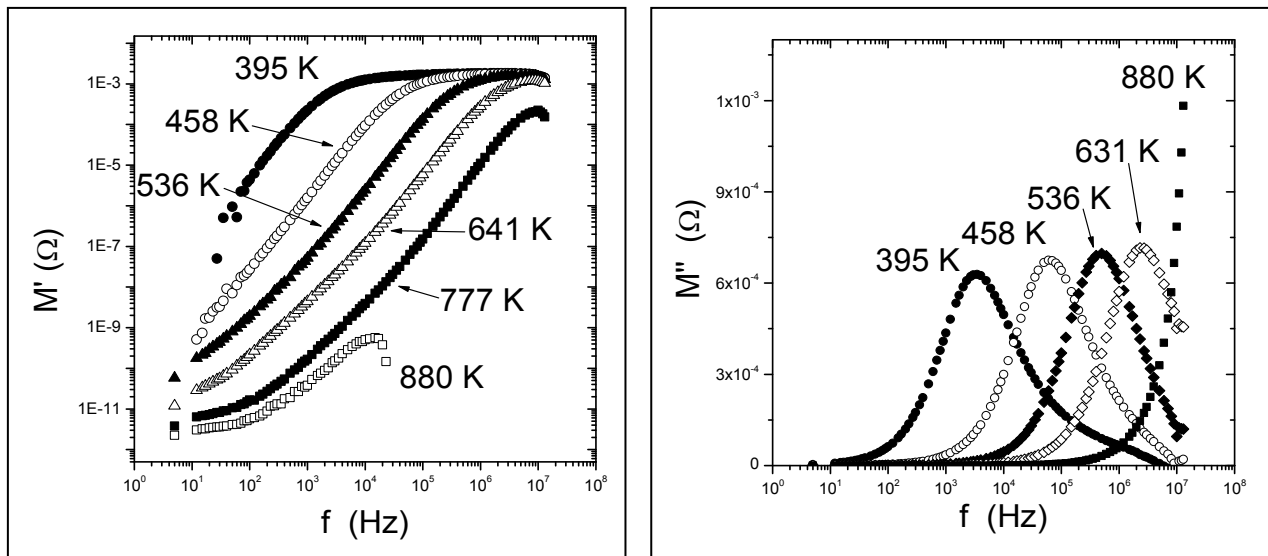 395 K
458 K
536 K
641 K
777 K
880 K
1E-3
1E-5
1E-7
1E-9
1E-11
M' (Ω)
10⁰ 10¹ 10² 10³ 10⁴ 10⁵ 10⁶ 10⁷ 10⁸
f (Hz)
880 K
631 K
536 K
458 K
395 K
1x10⁻³
9x10⁻⁴
6x10⁻⁴
3x10⁻⁴
0
M'' (Ω)
10⁰ 10¹ 10² 10³ 10⁴ 10⁵ 10⁶ 10⁷ 10⁸
f (Hz)